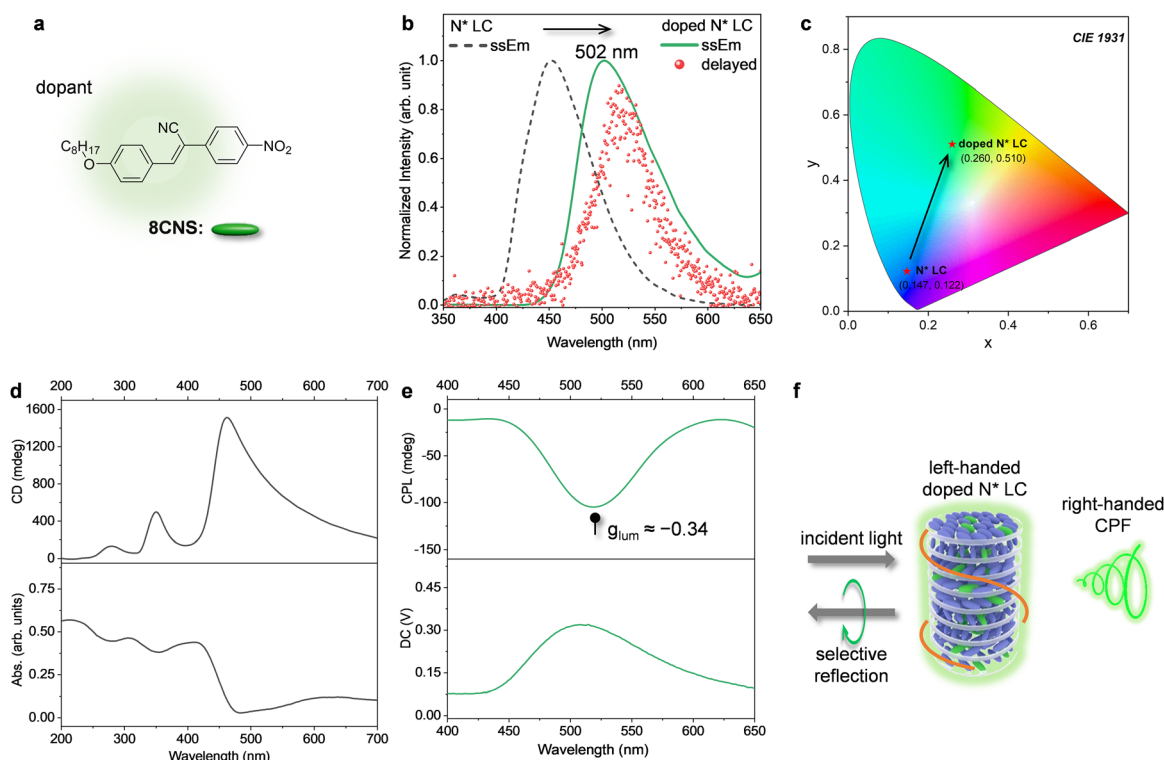 a
dopant
C8H17
O
CN
NO2
8CNS:
b
N* LC
ssEm
doped N* LC
ssEm
delayed
502 nm
Normalized Intensity (arb. unit)
1.0
0.8
0.6
0.4
0.2
0.0
350 400 450 500 550 600 650
Wavelength (nm)
c
CIE 1931
y
0.8
0.6
0.4
0.2
0.0
doped N* LC
(0.260, 0.510)
N* LC
(0.147, 0.122)
0.0 0.2 0.4 0.6
x
d
200 300 400 500 600 700
CD (mdeg)
1600
1200
800
400
0
Abs. (arb. units)
0.75
0.50
0.25
0.00
200 300 400 500 600 700
Wavelength (nm)
e
400 450 500 550 600 650
CPL (mdeg)
0
-50
-100
-150
glum ≈ −0.34
DC (V)
0.45
0.30
0.15
0.00
400 450 500 550 600 650
Wavelength (nm)
f
left-handed
doped N* LC
right-handed
CPF
incident light
selective
reflection